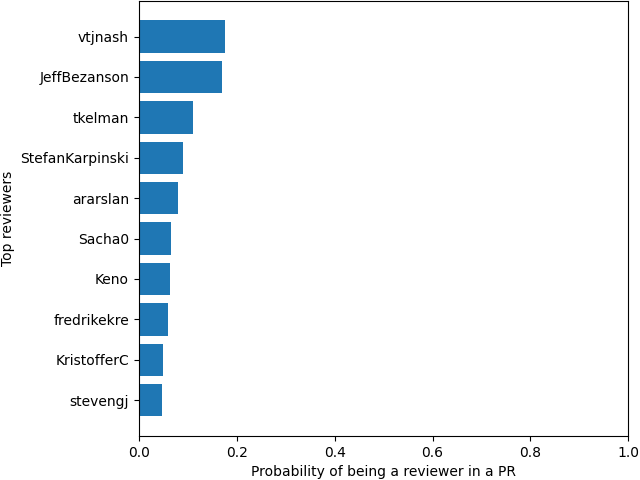 Top reviewers
vtjnash
JeffBezanson
tkelman
StefanKarpinski
ararslan
Sacha0
Keno
fredrikekre
KristofferC
stevengj
0.0 0.2 0.4 0.6 0.8 1.0
Probability of being a reviewer in a PR